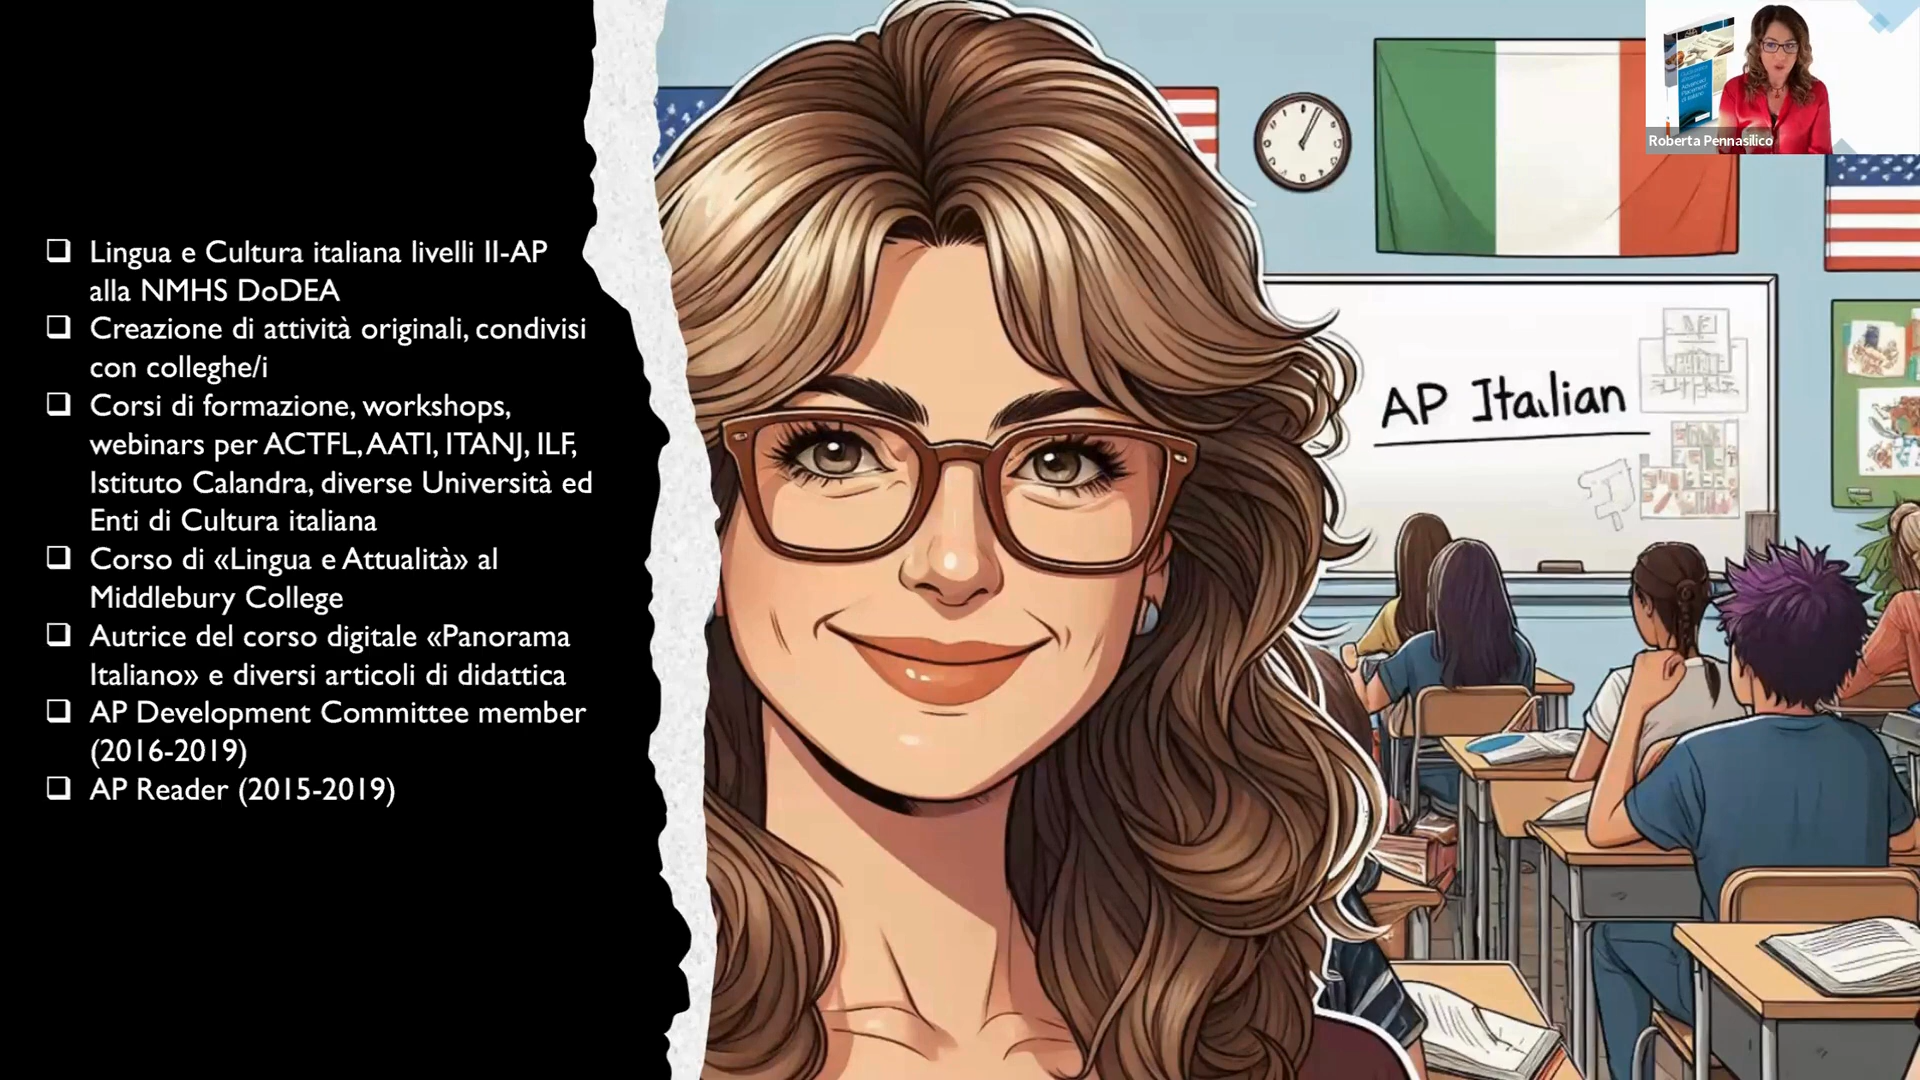 Lingua e Cultura italiana livelli II-AP
alla NMHS DoDEA
Creazione di attività originali, condivisi
con colleghe/i
Corsi di formazione, workshops,
webinars per ACTFL, AATI, ITANJ, ILF,
Istituto Calandra, diverse Università ed
Enti di Cultura italiana
Corso di «Lingua e Attualità» al
Middlebury College
Autrice del corso digitale «Panorama
Italiano» e diversi articoli di didattica
AP Development Committee member
(2016-2019)
AP Reader (2015-2019)
AP Italian
Roberta Pennasilico